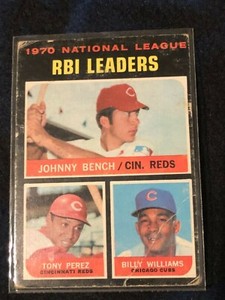 1970 NATIONAL LEAGUE
RBI LEADERS
JOHNNY BENCH / CIN. REDS
TONY PEREZ
CINCINNATI REDS
BILLY WILLIAMS
CHICAGO CUBS